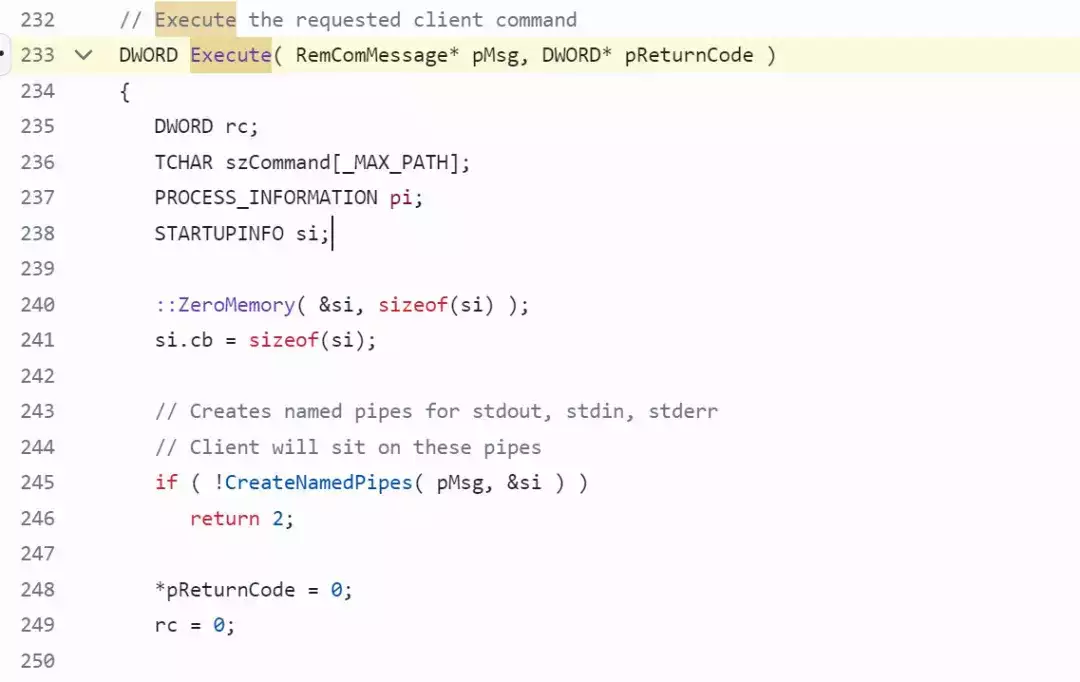 232 // Execute the requested client command
233 DWORD Execute( RemComMessage* pMsg, DWORD* pReturnCode )
234 {
235 DWORD rc;
236 TCHAR szCommand[_MAX_PATH];
237 PROCESS_INFORMATION pi;
238 STARTUPINFO si;
239
240 ::ZeroMemory( &si, sizeof(si) );
241 si.cb = sizeof(si);
242
243 // Creates named pipes for stdout, stdin, stderr
244 // Client will sit on these pipes
245 if ( !CreateNamedPipes( pMsg, &si ) )
246 return 2;
247
248 *pReturnCode = 0;
249 rc = 0;
250